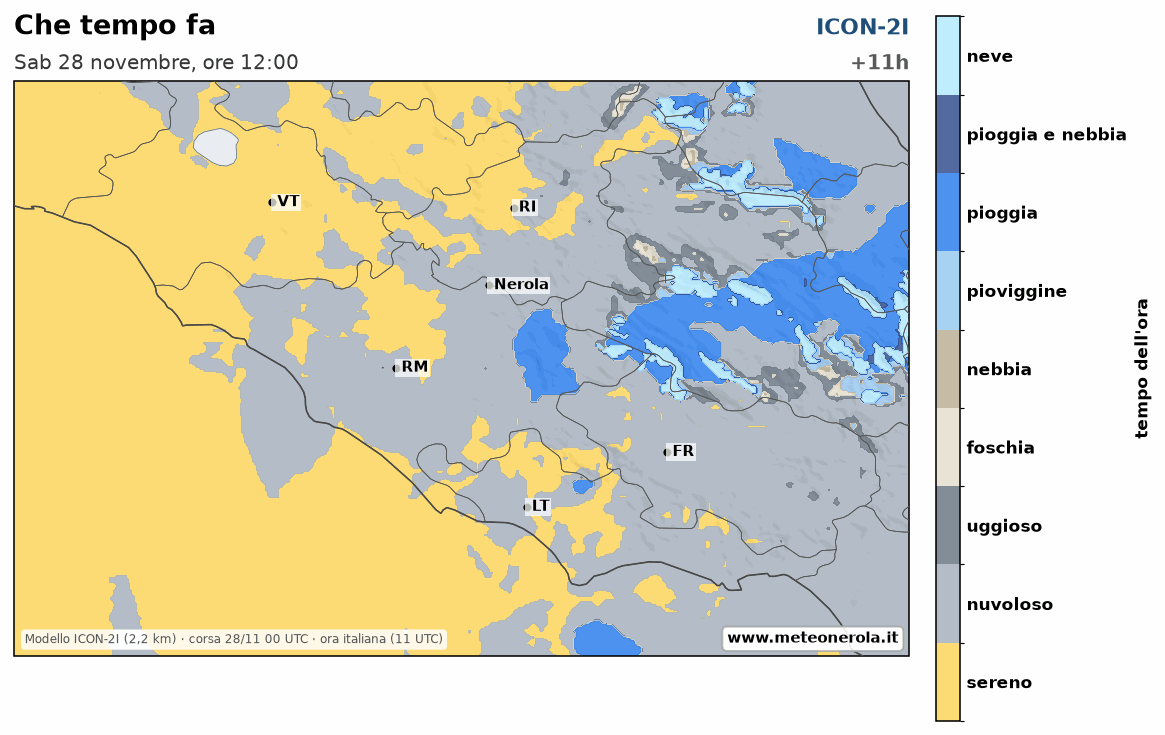 Che tempo fa
ICON-2I
Sab 28 novembre, ore 12:00
+11h
VT
RI
Nerola
RM
FR
LT
Modello ICON-2I (2,2 km) · corsa 28/11 00 UTC · ora italiana (11 UTC)
www.meteonerola.it
neve
pioggia e nebbia
pioggia
pioviggine
nebbia
foschia
uggioso
nuvoloso
sereno
tempo dell'ora